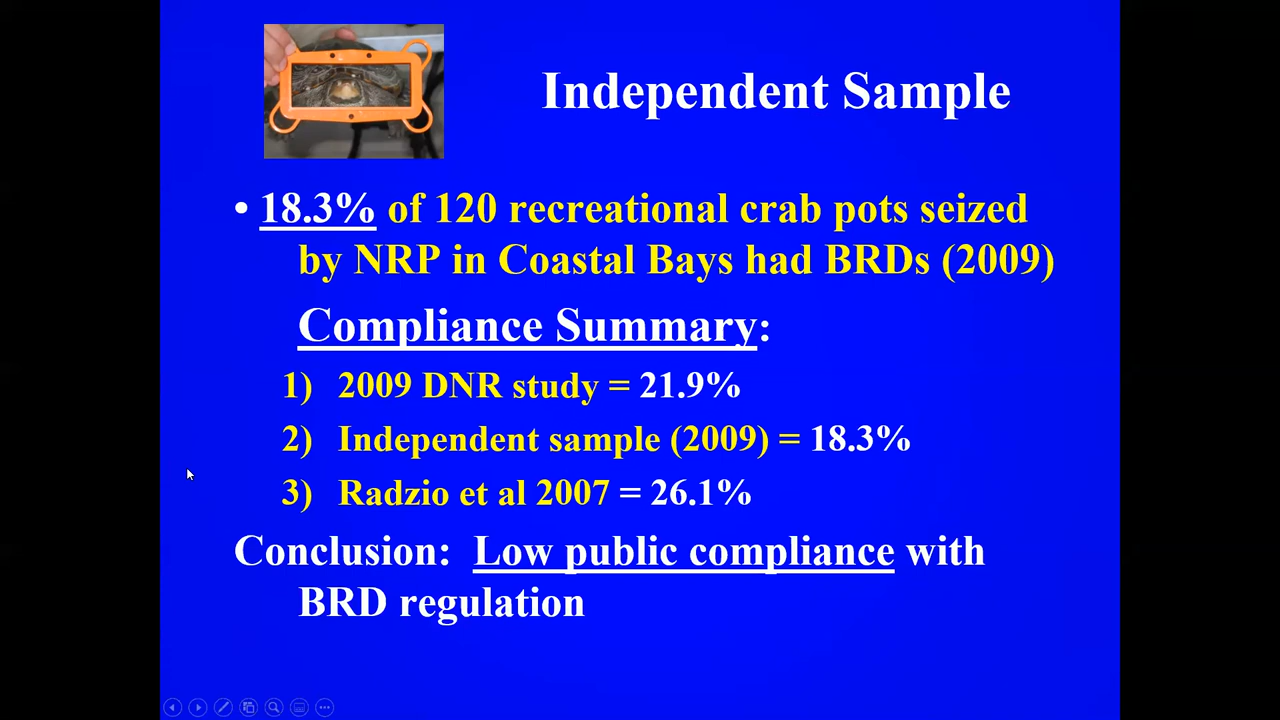 Independent Sample
• 18.3% of 120 recreational crab pots seized
by NRP in Coastal Bays had BRDs (2009)
Compliance Summary:
1) 2009 DNR study = 21.9%
2) Independent sample (2009) = 18.3%
3) Radzio et al 2007 = 26.1%
Conclusion: Low public compliance with
BRD regulation